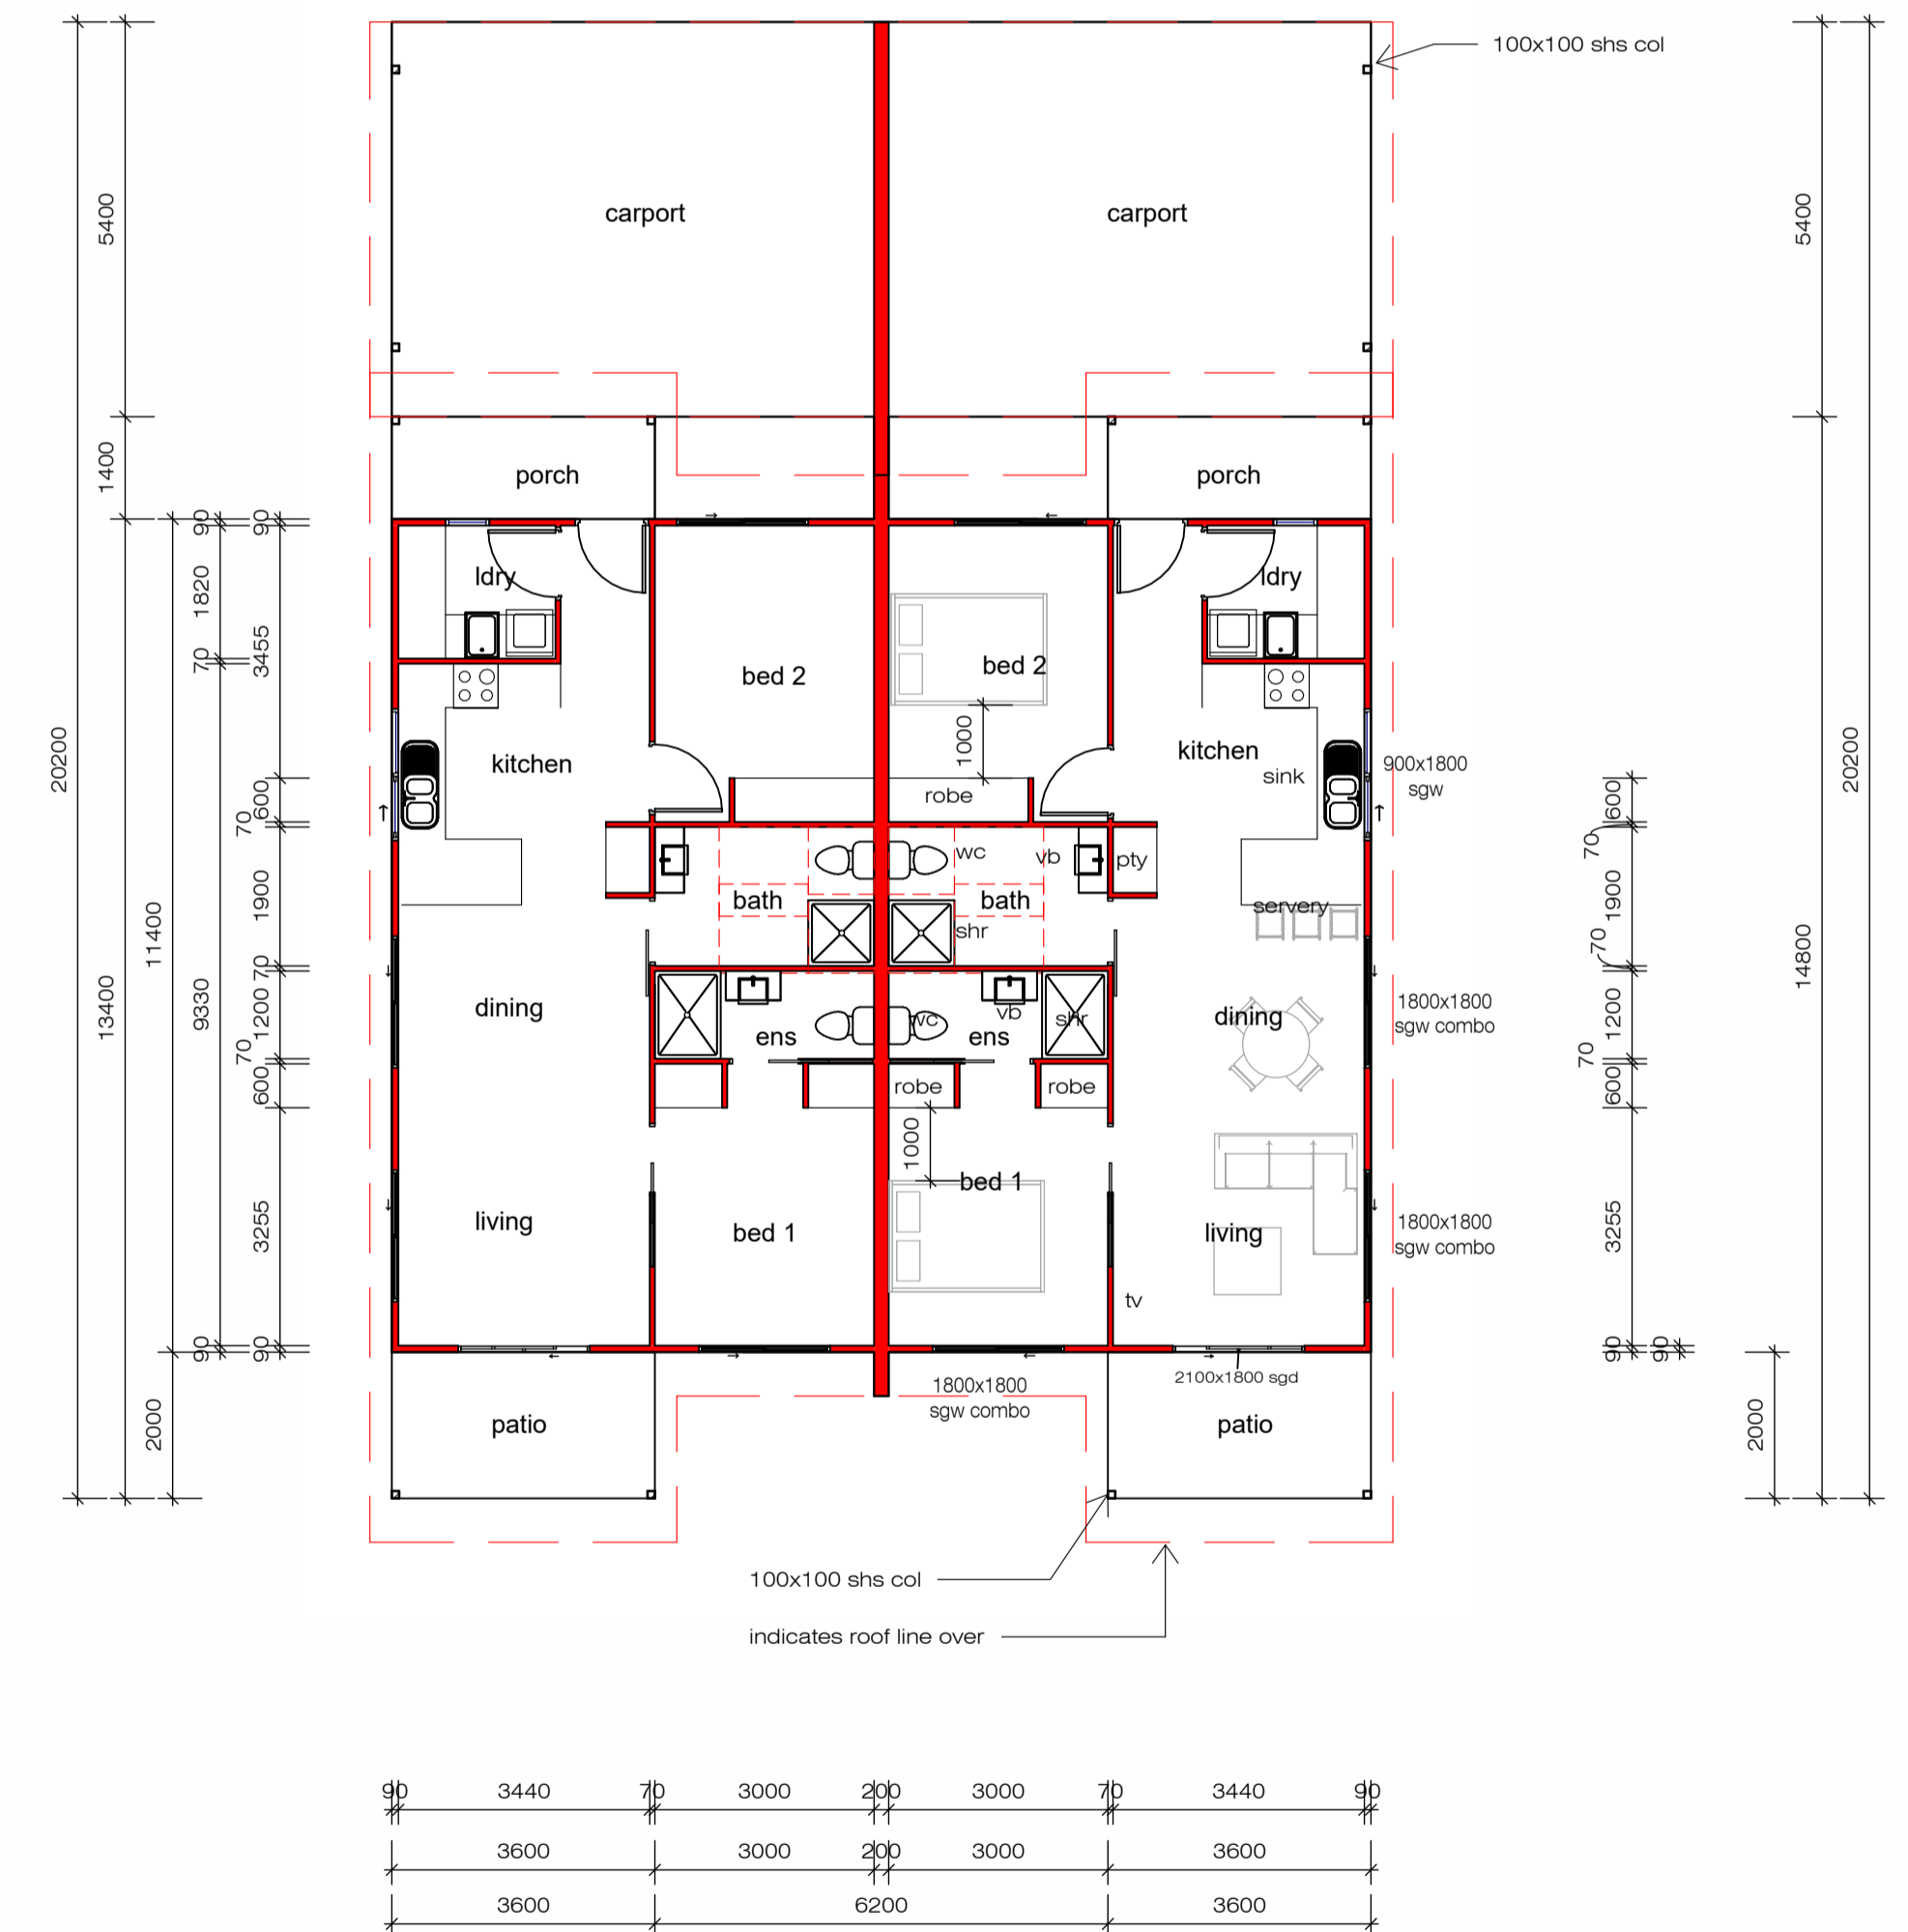 100x100 shs col
carport
carport
5400
5400
1400
porch
porch
90
90
1820
3455
70
ldry
ldry
bed 2
bed 2
1000
kitchen
kitchen
sink
900x1800
sgw
20200
20200
600
70
robe
600
70
wc
vb
pty
1900
bath
bath
shr
servery
1900
70
11400
13400
9330
14800
70
1200
70
600
dining
ens
wc
vb
ens
shr
dining
1800x1800
sgw combo
1200
70
600
robe
robe
1000
bed 1
living
bed 1
living
1800x1800
sgw combo
3255
3255
tv
90
90
90
90
2100x1800 sgd
1800x1800
sgw combo
2000
2000
patio
patio
100x100 shs col
indicates roof line over
90 3440 70 3000 200 3000 70 3440 90
3600 3000 200 3000 3600
3600 6200 3600